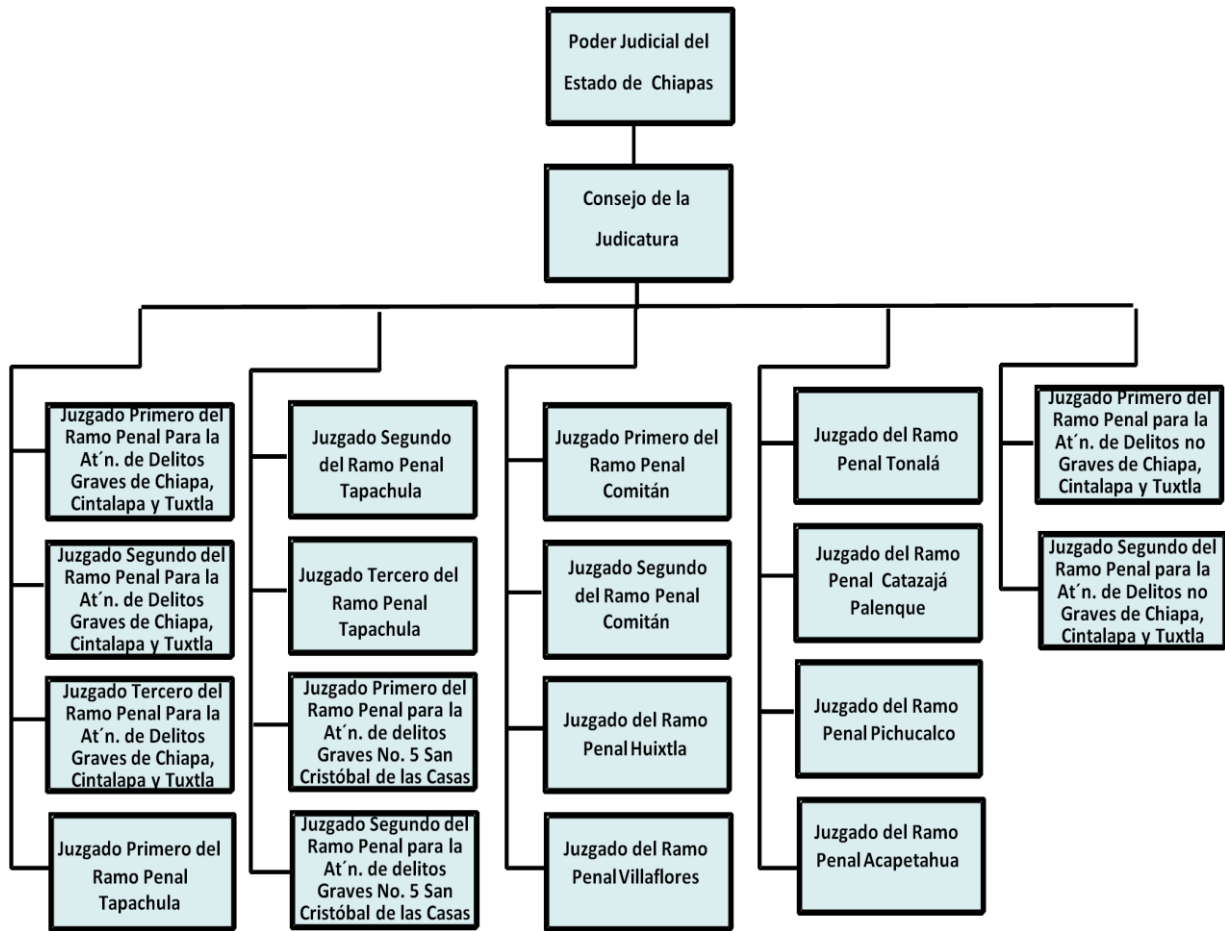 Poder Judicial del
Estado de Chiapas
Consejo de la
Judicatura
Juzgado Primero del
Ramo Penal Para la
At´n. de Delitos
Graves de Chiapa,
Cintalapa y Tuxtla
Juzgado Segundo del
Ramo Penal Para la
At´n. de Delitos
Graves de Chiapa,
Cintalapa y Tuxtla
Juzgado Tercero del
Ramo Penal Para la
At´n. de Delitos
Graves de Chiapa,
Cintalapa y Tuxtla
Juzgado Primero del
Ramo Penal
Tapachula
Juzgado Segundo
del Ramo Penal
Tapachula
Juzgado Tercero del
Ramo Penal
Tapachula
Juzgado Primero del
Ramo Penal para la
At´n. de delitos
Graves No. 5 San
Cristóbal de las Casas
Juzgado Segundo del
Ramo Penal para la
At´n. de delitos
Graves No. 5 San
Cristóbal de las Casas
Juzgado Primero del
Ramo Penal
Comitán
Juzgado Segundo
del Ramo Penal
Comitán
Juzgado del Ramo
Penal Huixtla
Juzgado del Ramo
Penal Villaflores
Juzgado del Ramo
Penal Tonalá
Juzgado del Ramo
Penal Catazajá
Palenque
Juzgado del Ramo
Penal Pichucalco
Juzgado del Ramo
Penal Acapetahua
Juzgado Primero del
Ramo Penal para la
At´n. de Delitos no
Graves de Chiapa,
Cintalapa y Tuxtla
Juzgado Segundo del
Ramo Penal para la
At´n. de Delitos no
Graves de Chiapa,
Cintalapa y Tuxtla